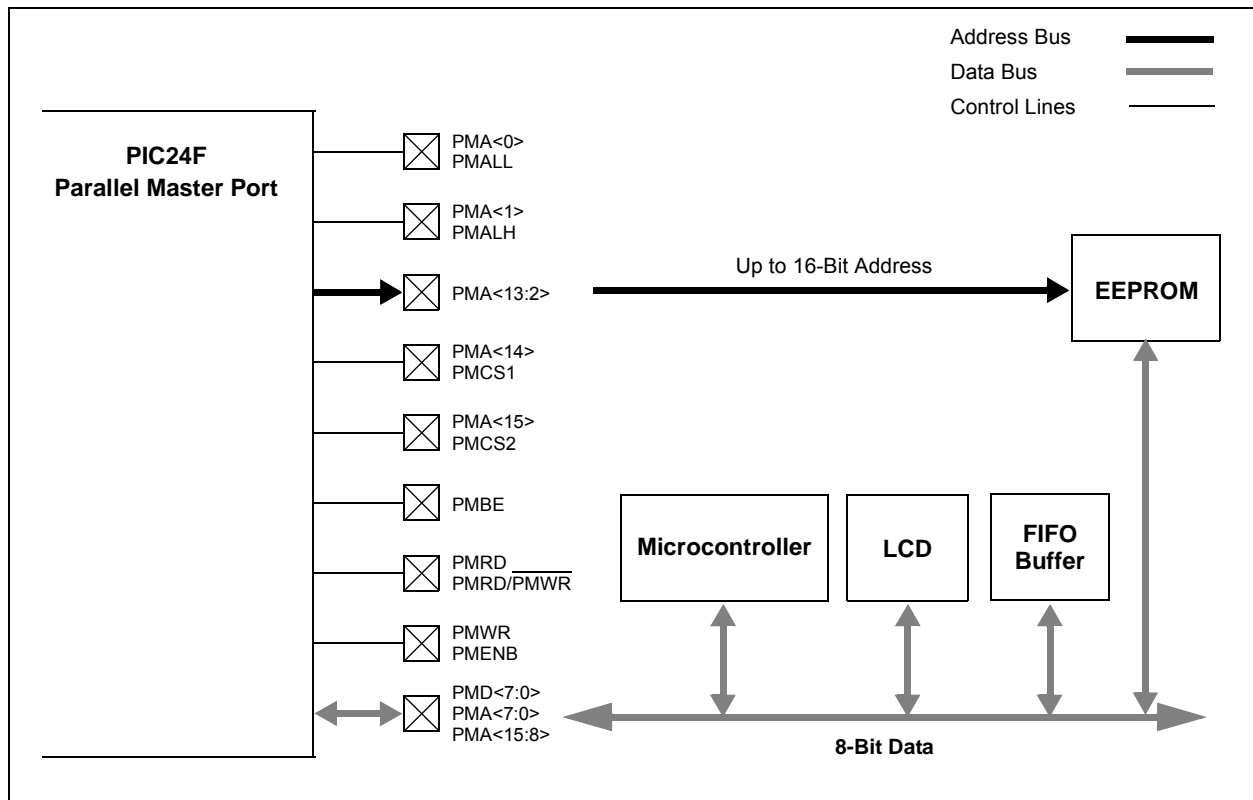 Address Bus
Data Bus
Control Lines
PIC24F
Parallel Master Port
PMA<0>
PMALL
PMA<1>
PMALH
PMA<13:2>
Up to 16-Bit Address
EEPROM
PMA<14>
PMCS1
PMA<15>
PMCS2
PMBE
Microcontroller
LCD
FIFO
Buffer
PMRD
PMRD/PMWR
PMWR
PMENB
PMD<7:0>
PMA<7:0>
PMA<15:8>
8-Bit Data